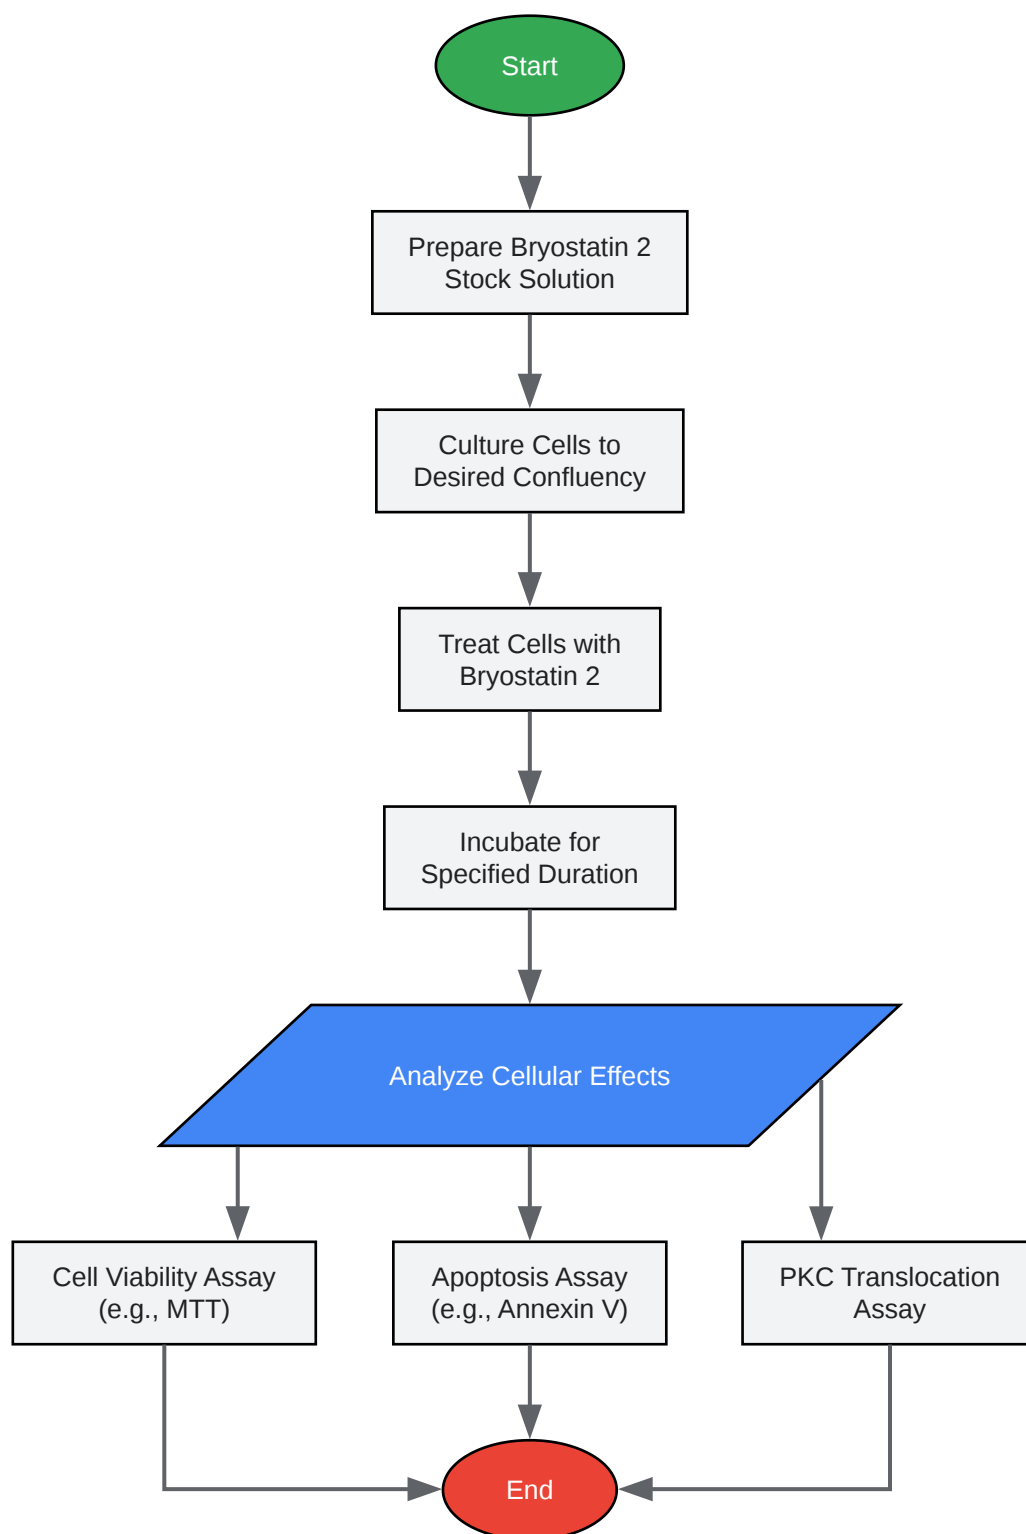 Start
Prepare Bryostatin 2
Stock Solution
Culture Cells to
Desired Confluency
Treat Cells with
Bryostatin 2
Incubate for
Specified Duration
Analyze Cellular Effects
Cell Viability Assay
(e.g., MTT)
Apoptosis Assay
(e.g., Annexin V)
PKC Translocation
Assay
End